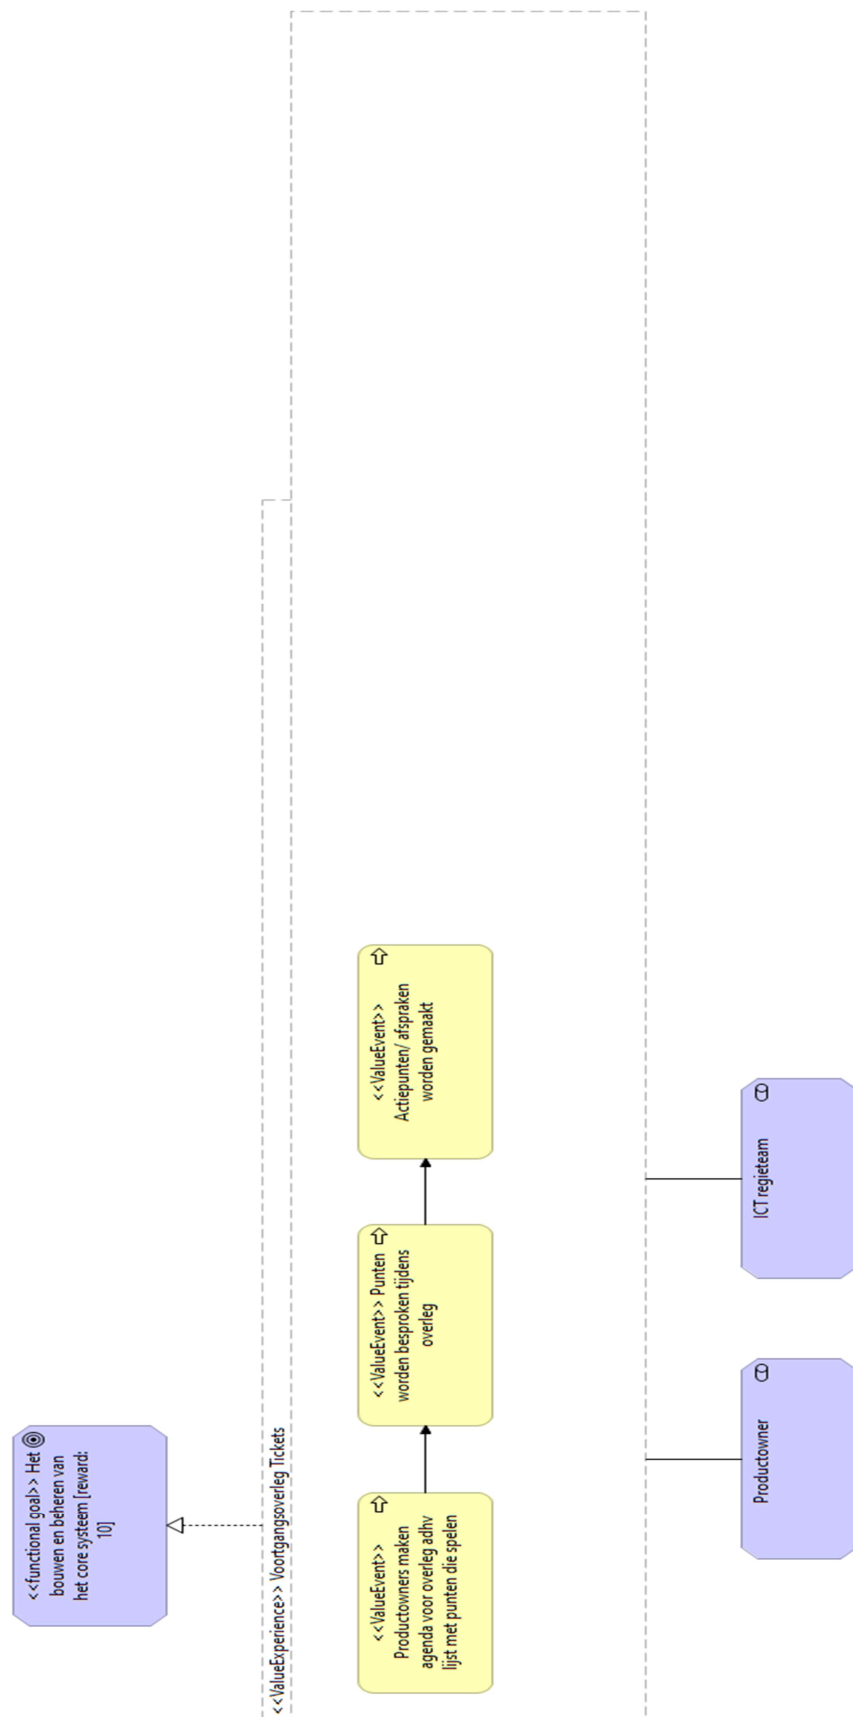 <<functional goal>> Het
bouwen en beheren van
het core systeem [reward:
10]
<<ValueExperience>> Voortgangsoverleg Tickets
<<ValueEvent>>
Productowners maken
agenda voor overleg adhv
lijst met punten die spelen
<<ValueEvent>> Punten
worden besproken tijdens
overleg
<<ValueEvent>>
Actiepunten/ afspraken
worden gemaakt
Productowner
ICT regieteam